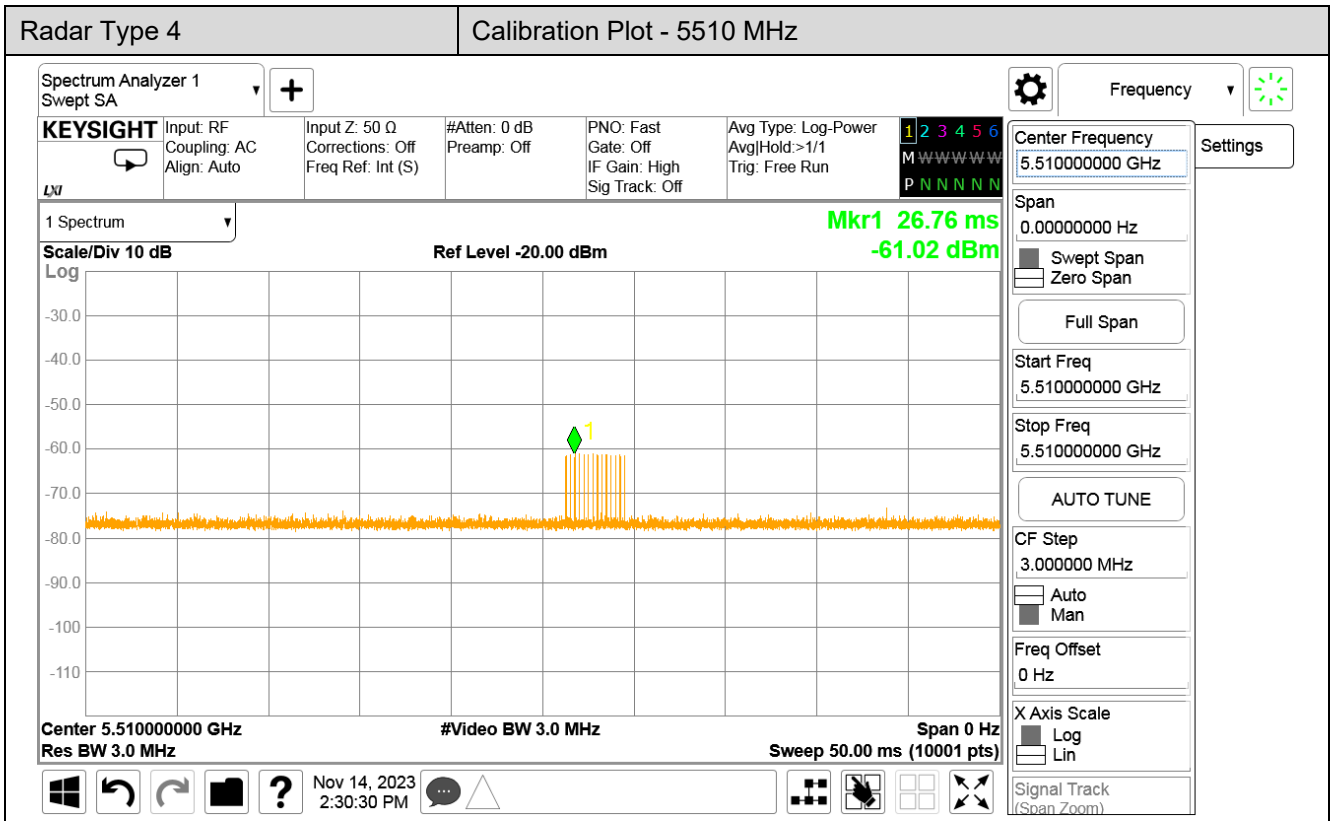 Radar Type 4
Calibration Plot - 5510 MHz
Spectrum Analyzer 1
Swept SA
Frequency
KEYSIGHT
LXI
Input: RF
Coupling: AC
Align: Auto
Input Z: 50 Ω
Corrections: Off
Freq Ref: Int (S)
#Atten: 0 dB
Preamp: Off
PNO: Fast
Gate: Off
IF Gain: High
Sig Track: Off
Avg Type: Log-Power
Avg|Hold:>1/1
Trig: Free Run
1 2 3 4 5 6
M W W W W W
P N N N N N
1 Spectrum
Mkr1 26.76 ms
-61.02 dBm
Scale/Div 10 dB
Ref Level -20.00 dBm
Log
-30.0
-40.0
-50.0
-60.0
-70.0
-80.0
-90.0
-100
-110
1
Center 5.510000000 GHz
#Video BW 3.0 MHz
Span 0 Hz
Res BW 3.0 MHz
Sweep 50.00 ms (10001 pts)
Nov 14, 2023
2:30:30 PM
?
Center Frequency
5.510000000 GHz
Settings
Span
0.00000000 Hz
Swept Span
Zero Span
Full Span
Start Freq
5.510000000 GHz
Stop Freq
5.510000000 GHz
AUTO TUNE
CF Step
3.000000 MHz
Auto
Man
Freq Offset
0 Hz
X Axis Scale
Log
Lin
Signal Track
(Span Zoom)